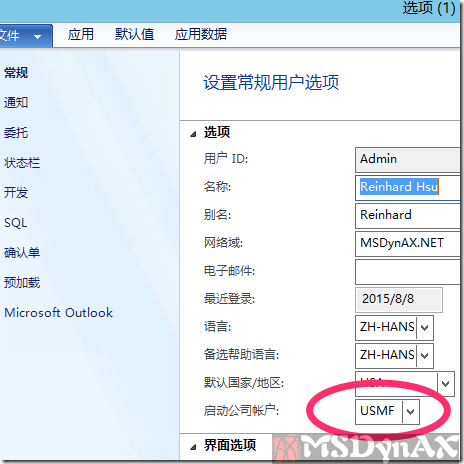 选项 (1)
文件
应用 默认值 应用数据
常规
通知
委托
状态栏
开发
SQL
确认单
预加载
Microsoft Outlook
设置常规用户选项
选项
用户 ID: Admin
名称: Reinhard Hsu
别名: Reinhard
网络域: MSDynAX.NET
电子邮件:
最近登录: 2015/8/8
语言: ZH-HANS
备选帮助语言: ZH-HANS
默认国家/地区: USA
启动公司帐户: USMF
界面选项
MSDynAX